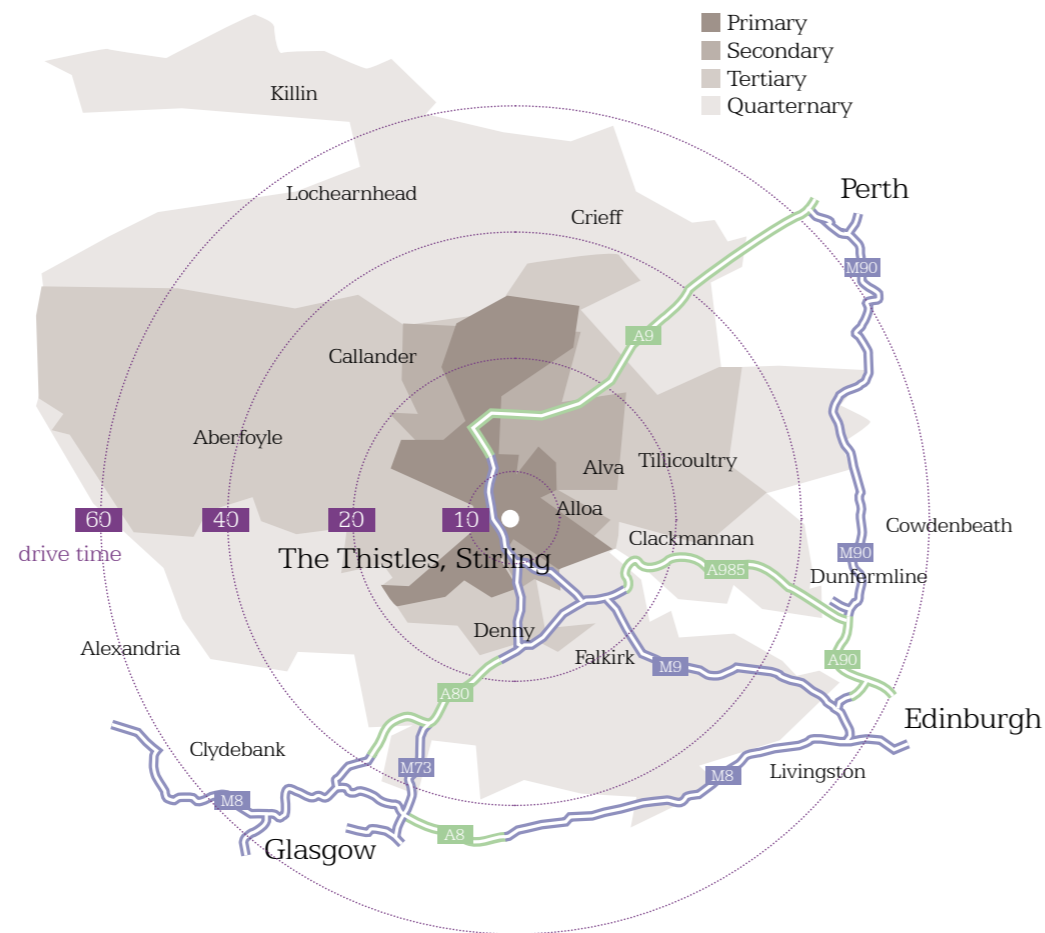 Primary
Secondary
Tertiary
Quarternary
Killin
Lochearnhead
Perth
Crieff
M90
A9
Callander
Aberfoyle
Alva
Tillicoultry
Alloa
60
40
20
10
drive time
Cowdenbeath
Clackmannan
The Thistles, Stirling
M90
A985
Dunfermline
Denny
Alexandria
Falkirk
M9
A90
A80
Edinburgh
Clydebank
M73
M8
Livingston
M8
A8
Glasgow